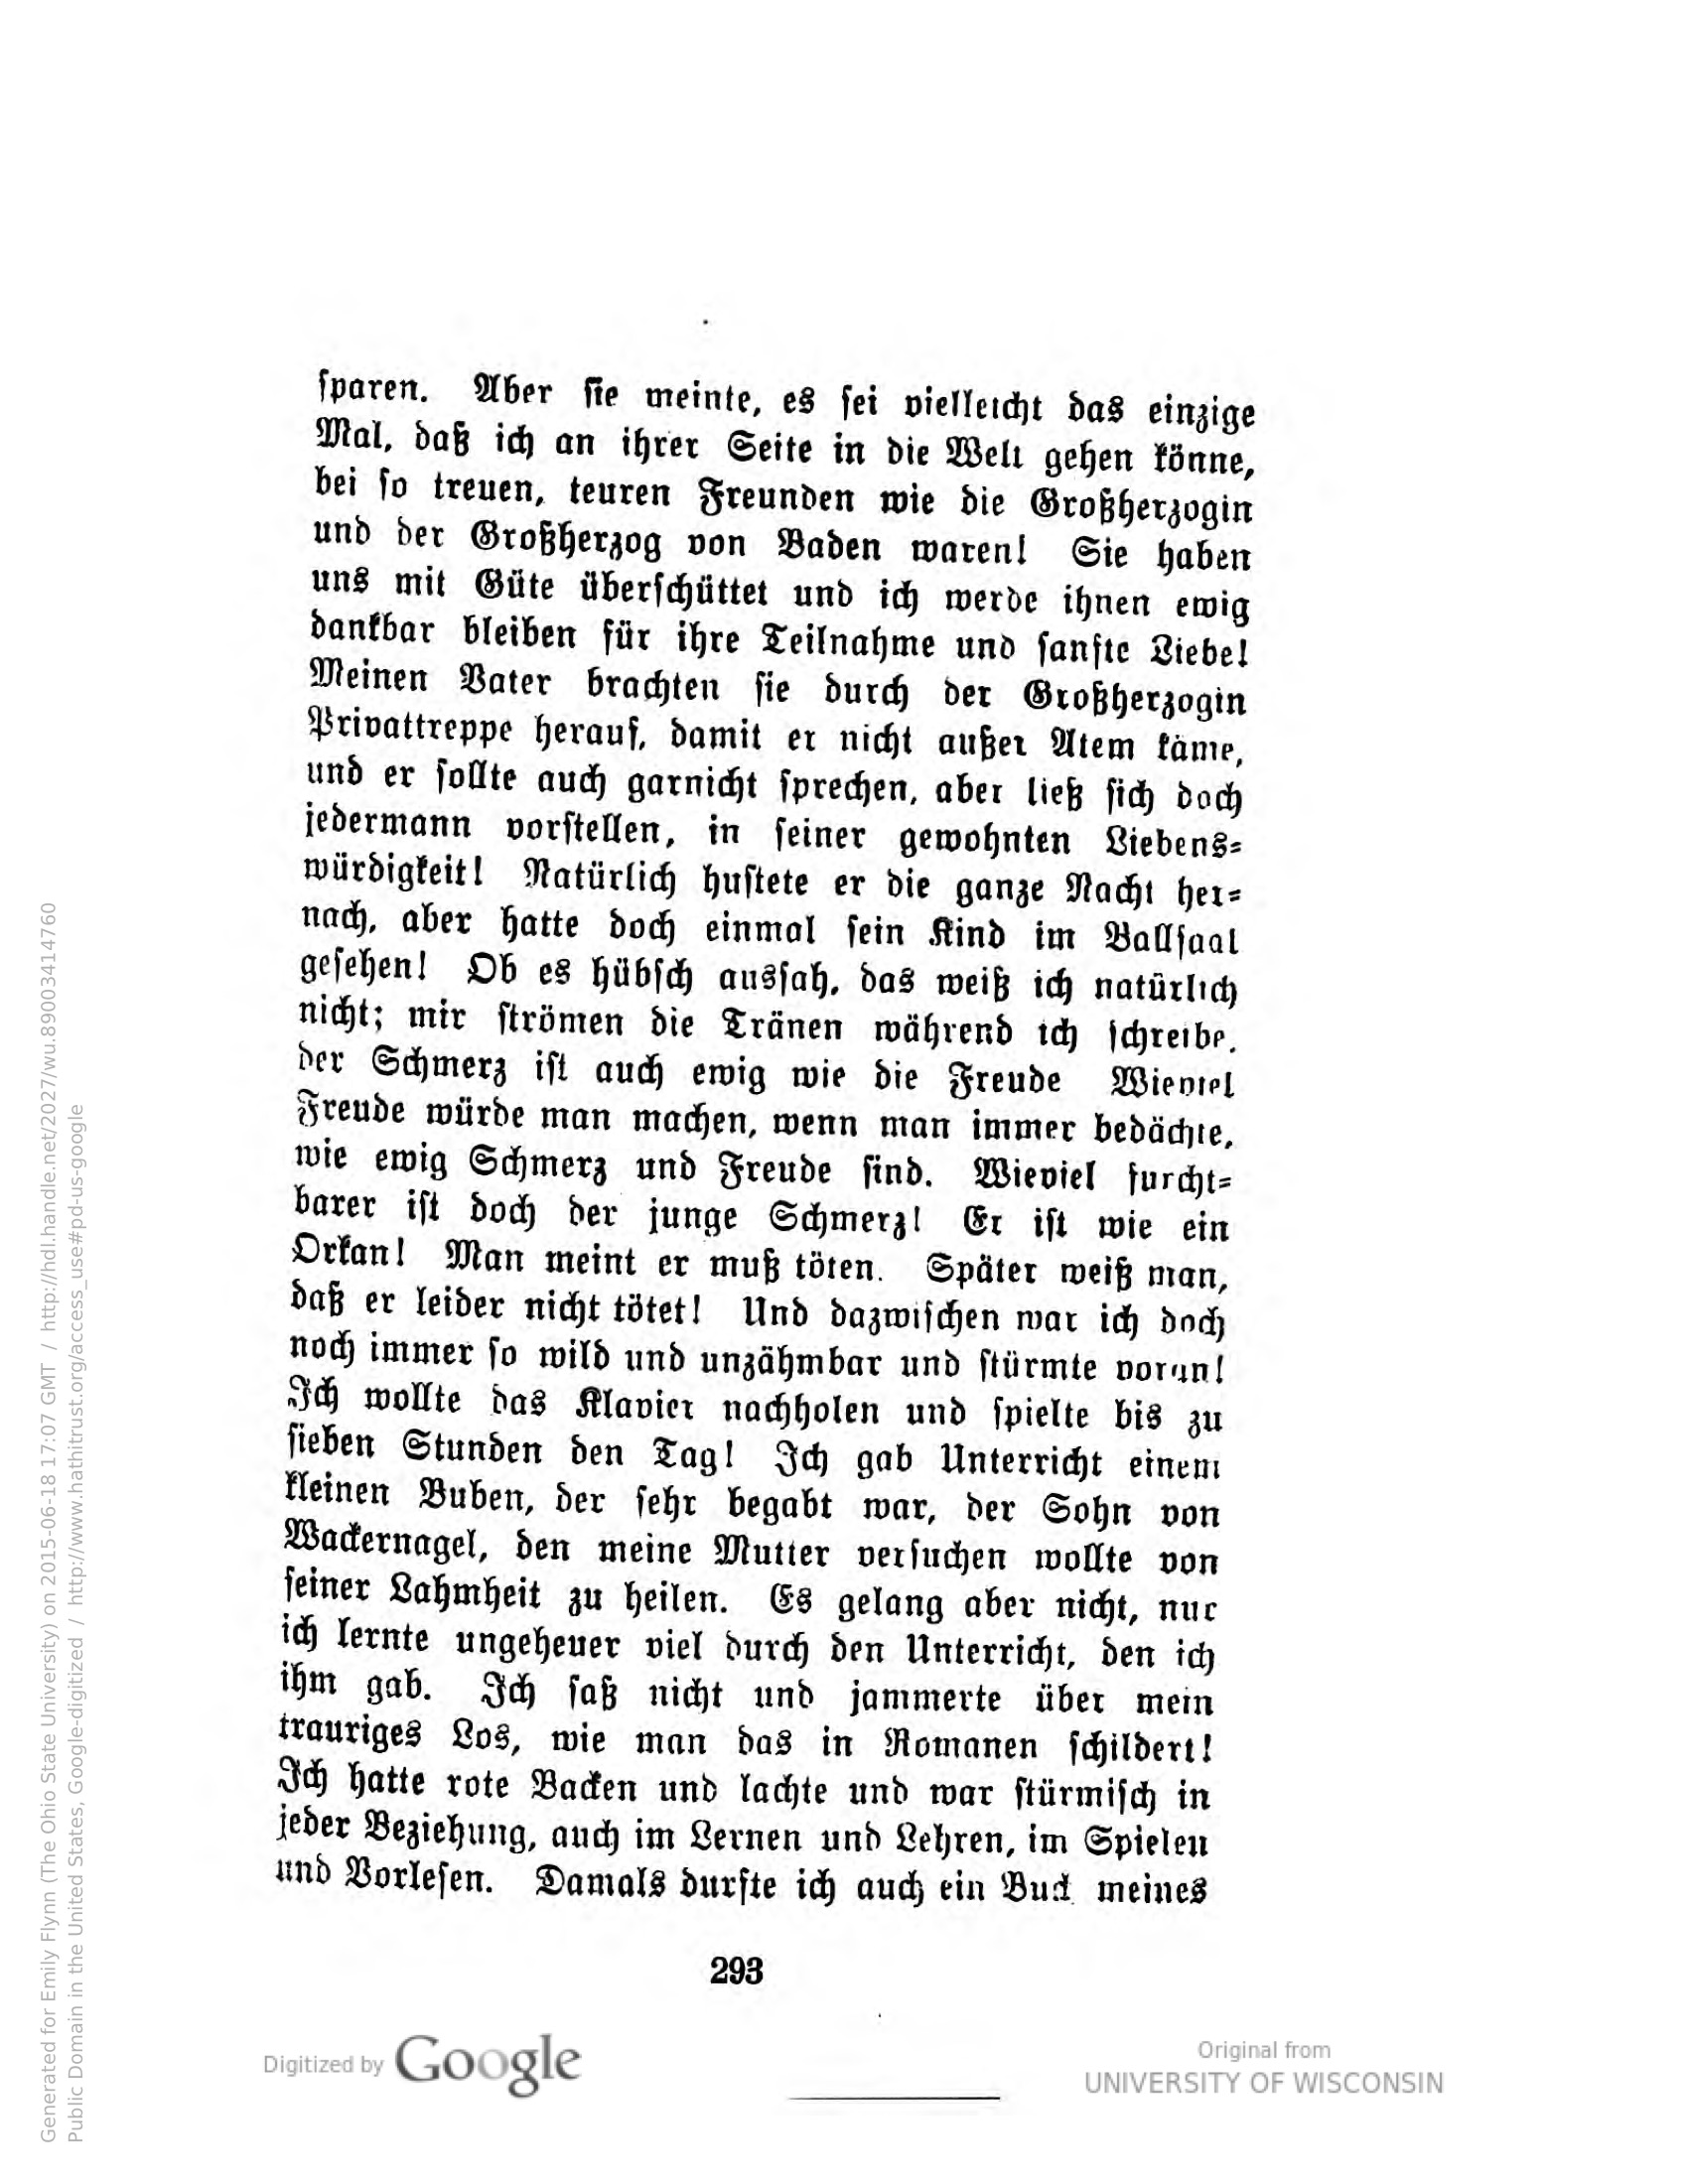 sparen. Aber sie meinte, es sei vielleicht das einzige
Mal, daß ich an ihrer Seite in die Welt gehen könne,
bei so treuen, teuren Freunden wie die Großherzogin
und der Großherzog von Baden waren! Sie haben
uns mit Güte überschüttet und ich werde ihnen ewig
dankbar bleiben für ihre Teilnahme und sanfte Liebe!
Meinen Vater brachten sie durch der Großherzogin
Privattreppe herauf, damit er nicht außer Atem käme,
und er sollte auch garnicht sprechen, aber ließ sich doch
jedermann vorstellen, in seiner gewohnten Liebens-
würdigkeit! Natürlich hustete er die ganze Nacht her-
nach, aber hatte doch einmal sein Kind im Ballsaal
gesehen! Ob es hübsch aussah, das weiß ich natürlich
nicht; mir strömen die Tränen während ich schreibe,
der Schmerz ist auch ewig wie die Freude Wieviel
Freude würde man machen, wenn man immer bedächte,
wie ewig Schmerz und Freude sind. Wieviel furcht-
barer ist doch der junge Schmerz! Er ist wie ein
Orkan! Man meint er muß töten. Später weiß man,
daß er leider nicht tötet! Und dazwischen war ich doch
noch immer so wild und unzähmbar und stürmte voran!
Ich wollte das Klavier nachholen und spielte bis zu
sieben Stunden den Tag! Ich gab Unterricht einem
kleinen Buben, der sehr begabt war, der Sohn von
Wackernagel, den meine Mutter versuchen wollte von
seiner Lahmheit zu heilen. Es gelang aber nicht, nur
ich lernte ungeheuer viel durch den Unterricht, den ich
ihm gab. Ich saß nicht und jammerte über mein
trauriges Los, wie man das in Romanen schildert!
Ich hatte rote Backen und lachte und war stürmisch in
jeder Beziehung, auch im Lernen und Lehren, im Spielen
und Vorlesen. Damals durfte ich auch ein Buch meines
293
Digitized by Google
Original from
UNIVERSITY OF WISCONSIN
Generated for Emily Flynn (The Ohio State University) on 2015-06-18 17:07 GMT / http://hdl.handle.net/2027/wu.89003414760
Public Domain in the United States, Google-digitized / http://www.hathitrust.org/access_use#pd-us-google